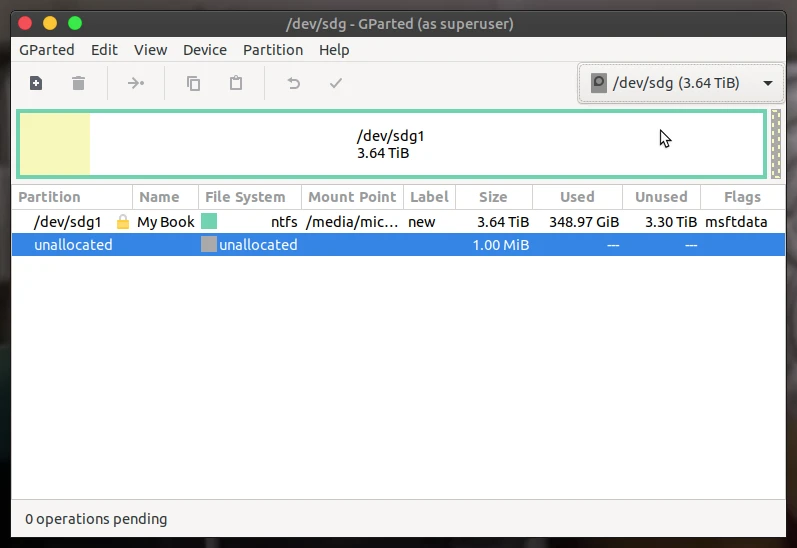 /dev/sdg - GParted (as superuser)
GParted Edit View Device Partition Help
/dev/sdg (3.64 TiB)
/dev/sdg1
3.64 TiB
Partition Name File System Mount Point Label Size Used Unused Flags
/dev/sdg1 My Book ntfs /media/mic... new 3.64 TiB 348.97 GiB 3.30 TiB msftdata
unallocated unallocated 1.00 MiB --- ---
0 operations pending